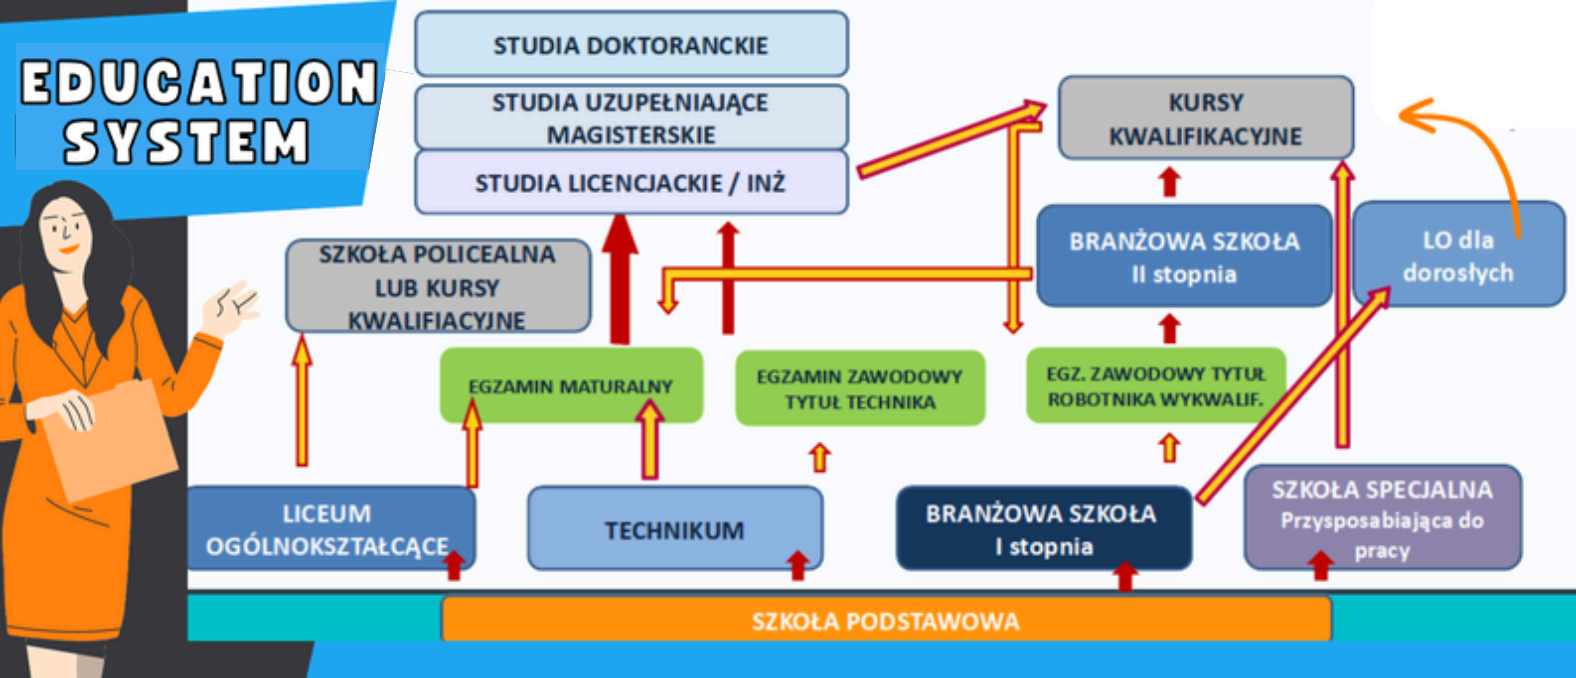 EDUCATION
SYSTEM
STUDIA DOKTORANCKIE
STUDIA UZUPEŁNIAJĄCE
MAGISTERSKIE
STUDIA LICENCJACKIE / INŻ
KURSY
KWALIFIKACYJNE
SZKOŁA POLICEALNA
LUB KURSY
KWALIFIACYJNE
BRANŻOWA SZKOŁA
II stopnia
LO dla
dorosłych
EGZAMIN MATURALNY
EGZAMIN ZAWODOWY
TYTUŁ TECHNIKA
EGZ. ZAWODOWY TYTUŁ
ROBOTNIKA WYKWALIF.
LICEUM
OGÓLNOKSZTAŁCĄCE
TECHNIKUM
BRANŻOWA SZKOŁA
I stopnia
SZKOŁA SPECJALNA
Przysposabiająca do
pracy
SZKOŁA PODSTAWOWA